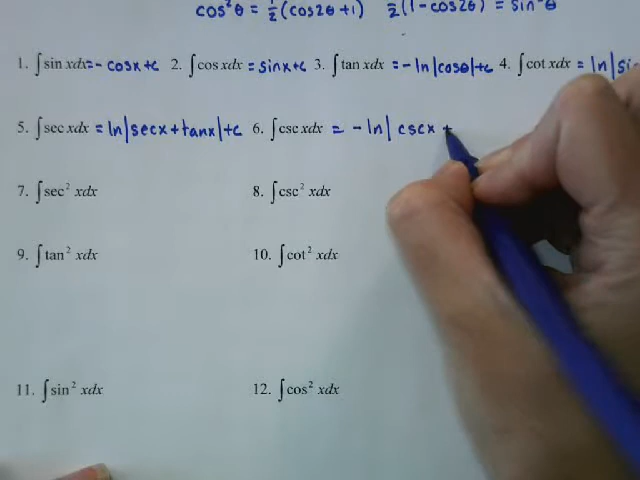 cos²θ = ½(cos2θ+1) ½(1-cos2θ) = sin²θ
1. ∫sin xdx = -cosx+c 2. ∫cos xdx = sinx+c 3. ∫tan xdx = -ln|cosθ|+c 4. ∫cot xdx = ln|si
5. ∫sec xdx = ln|secx+tanx|+c 6. ∫csc xdx = -ln| cscx +
7. ∫sec² xdx 8. ∫csc² xdx
9. ∫tan² xdx 10. ∫cot² xdx
11. ∫sin² xdx 12. ∫cos² xdx